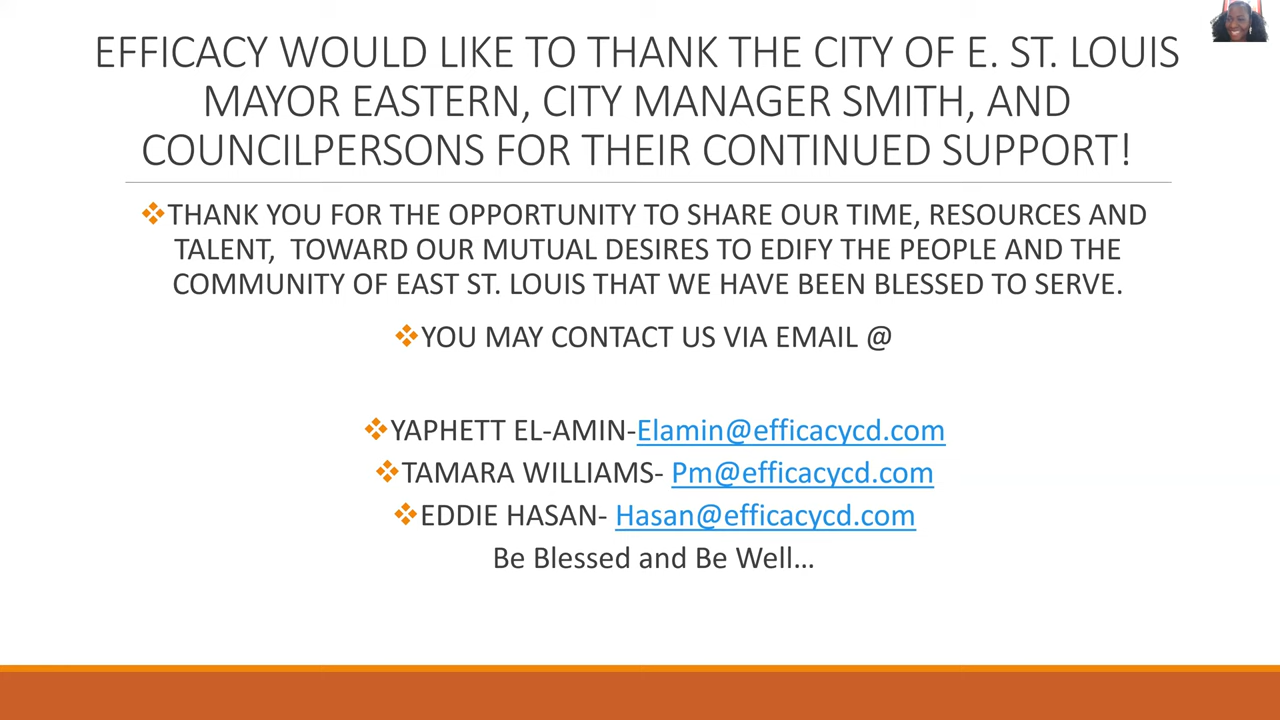 EFFICACY WOULD LIKE TO THANK THE CITY OF E. ST. LOUIS
MAYOR EASTERN, CITY MANAGER SMITH, AND
COUNCILPERSONS FOR THEIR CONTINUED SUPPORT!
❖THANK YOU FOR THE OPPORTUNITY TO SHARE OUR TIME, RESOURCES AND
TALENT, TOWARD OUR MUTUAL DESIRES TO EDIFY THE PEOPLE AND THE
COMMUNITY OF EAST ST. LOUIS THAT WE HAVE BEEN BLESSED TO SERVE.
❖YOU MAY CONTACT US VIA EMAIL @
❖YAPHETT EL-AMIN-Elamin@efficacycd.com
❖TAMARA WILLIAMS- Pm@efficacycd.com
❖EDDIE HASAN- Hasan@efficacycd.com
Be Blessed and Be Well…